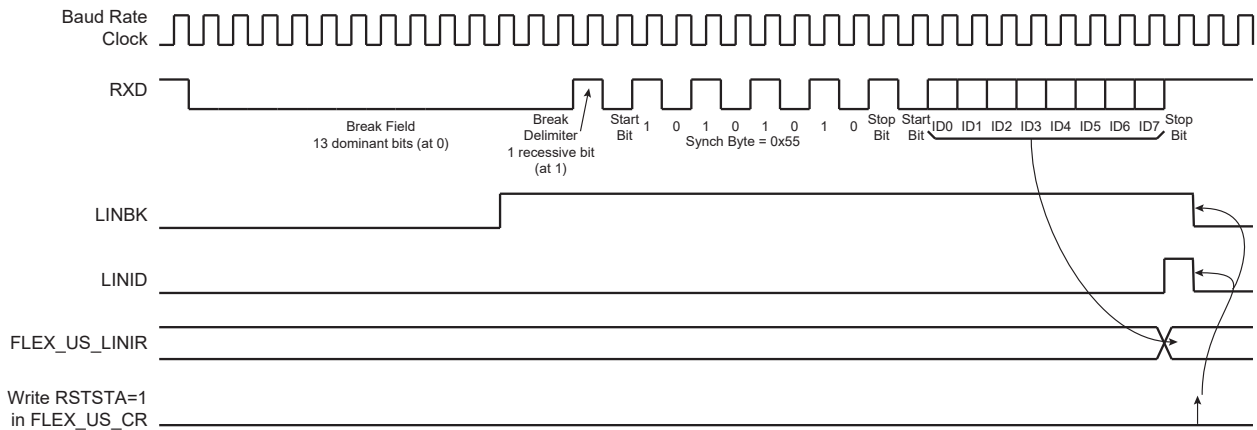 Baud Rate
Clock
RXD
Break Field
13 dominant bits (at 0)
Break
Delimiter
1 recessive bit
(at 1)
Start
Bit
1 0 1 0 1 0 1 0
Synch Byte = 0x55
Stop
Bit
Start
Bit
ID0 ID1 ID2 ID3 ID4 ID5 ID6 ID7
Stop
Bit
LINBK
LINID
FLEX_US_LINIR
Write RSTSTA=1
in FLEX_US_CR